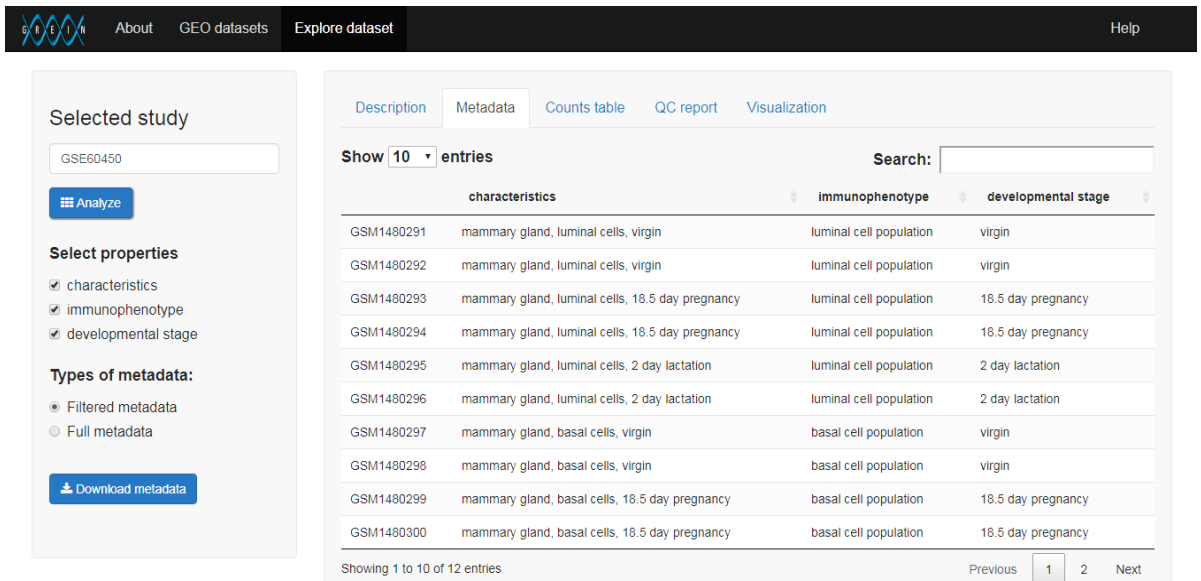 GREIN About GEO datasets Explore dataset Help
Selected study
GSE60450
Analyze
Select properties
characteristics
immunophenotype
developmental stage
Types of metadata:
Filtered metadata
Full metadata
Download metadata
Description Metadata Counts table QC report Visualization
Show 10 entries Search:
characteristics immunophenotype developmental stage
GSM1480291 mammary gland, luminal cells, virgin luminal cell population virgin
GSM1480292 mammary gland, luminal cells, virgin luminal cell population virgin
GSM1480293 mammary gland, luminal cells, 18.5 day pregnancy luminal cell population 18.5 day pregnancy
GSM1480294 mammary gland, luminal cells, 18.5 day pregnancy luminal cell population 18.5 day pregnancy
GSM1480295 mammary gland, luminal cells, 2 day lactation luminal cell population 2 day lactation
GSM1480296 mammary gland, luminal cells, 2 day lactation luminal cell population 2 day lactation
GSM1480297 mammary gland, basal cells, virgin basal cell population virgin
GSM1480298 mammary gland, basal cells, virgin basal cell population virgin
GSM1480299 mammary gland, basal cells, 18.5 day pregnancy basal cell population 18.5 day pregnancy
GSM1480300 mammary gland, basal cells, 18.5 day pregnancy basal cell population 18.5 day pregnancy
Showing 1 to 10 of 12 entries Previous 1 2 Next